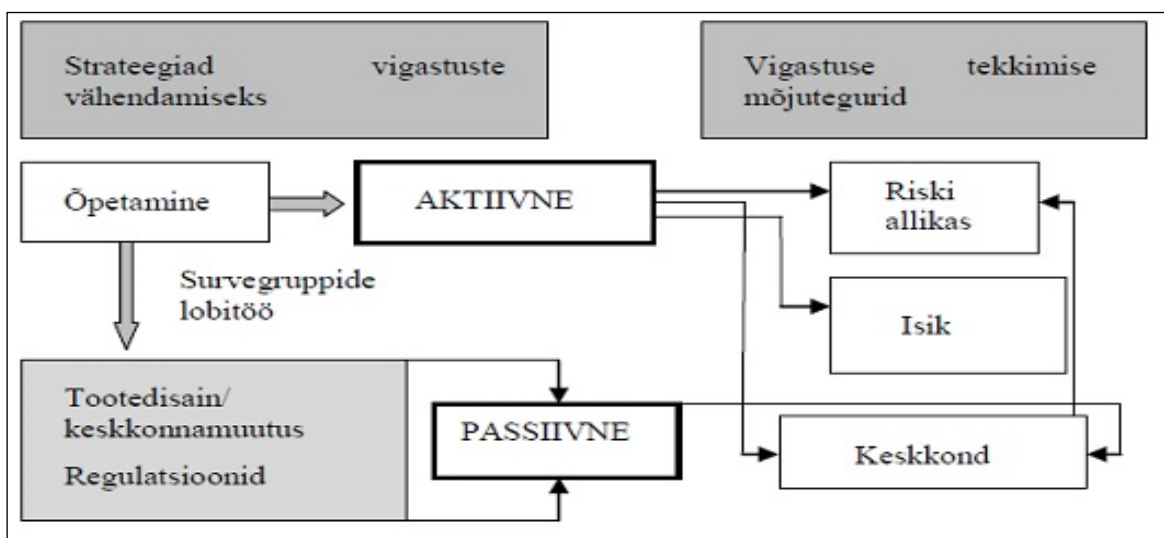 Strateegiad vigastuste
vähendamiseks
Vigastuse tekkimise
mõjutegurid
Õpetamine
AKTIIVNE
Riski
allikas
Survegruppide
lobitöö
Isik
Tootedisain/
keskkonnamuutus
Regulatsioonid
PASSIIVNE
Keskkond